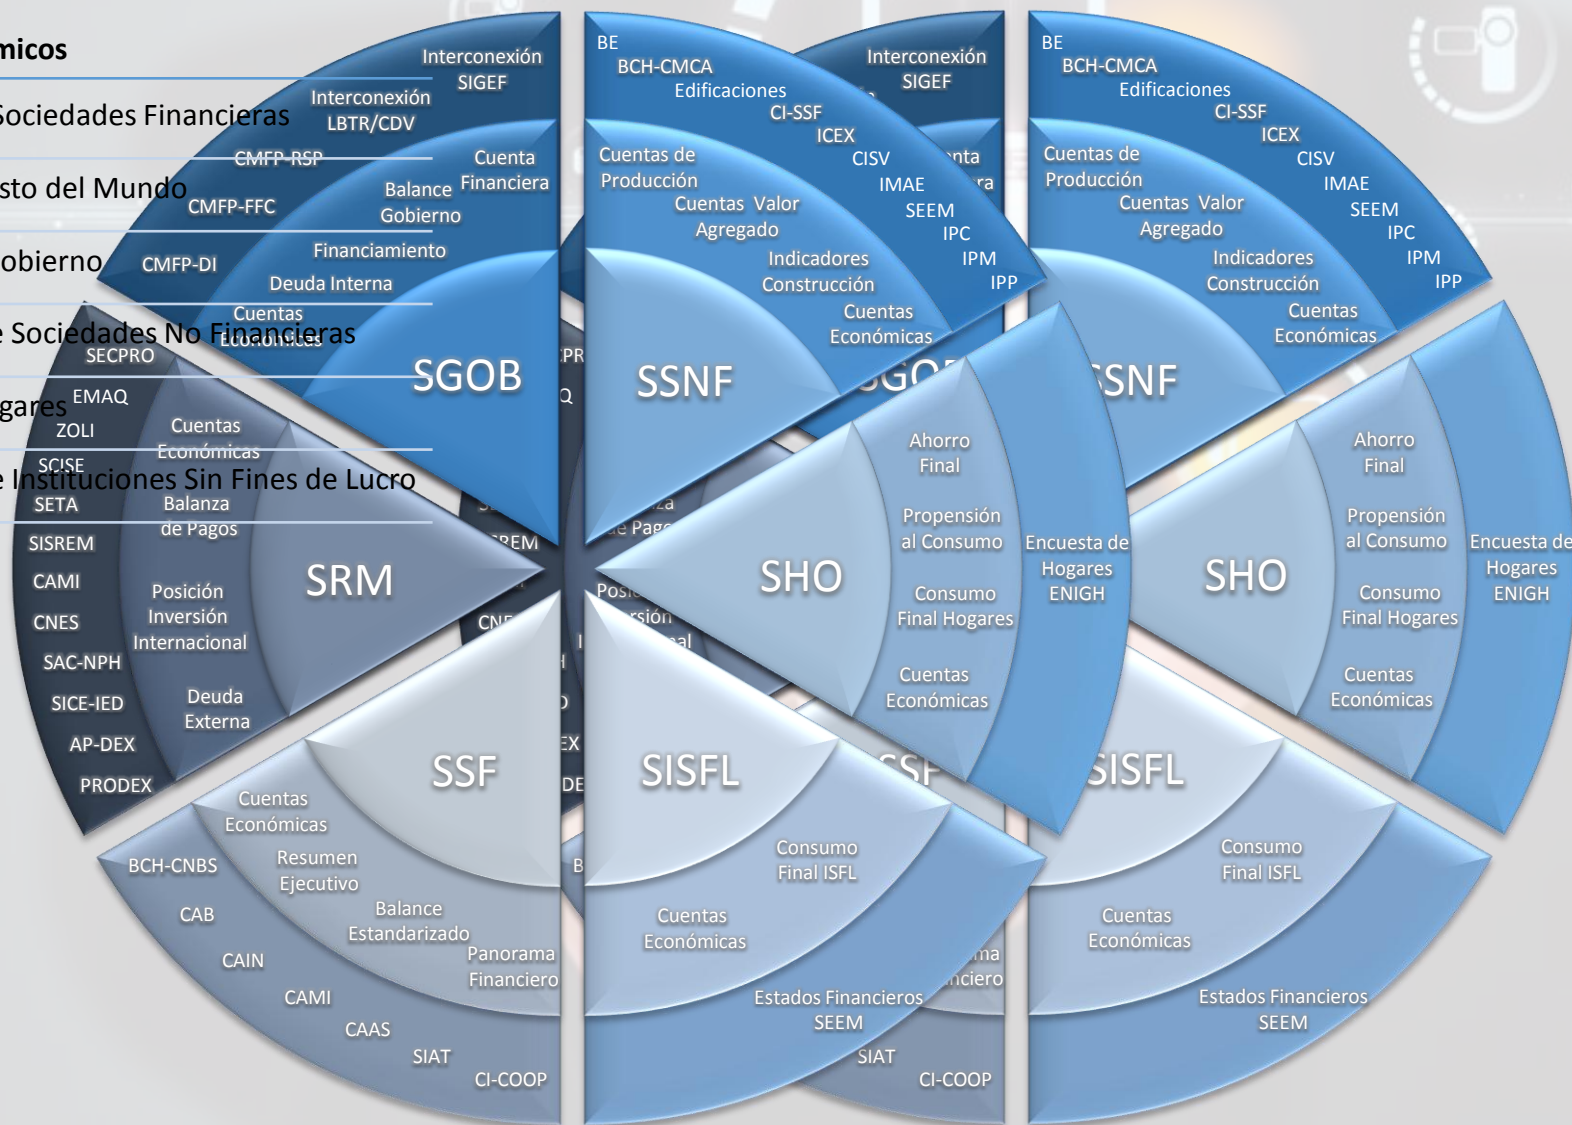 micos
Sociedades Financieras
sto del Mundo
obierno
e Sociedades No Financieras
gares
e Instituciones Sin Fines de Lucro
Interconexión
SIGEF
Interconexión
LBTR/CDV
CMFP-RSP
CMFP-FFC
CMFP-DI
Cuenta
Financiera
Balance
Gobierno
Financiamiento
Deuda Interna
Cuentas
Económicas
SGOB
BE
BCH-CMCA
Edificaciones
CI-SSF
ICEX
CISV
IMAE
SEEM
IPC
IPM
IPP
Cuentas de
Producción
Cuentas Valor
Agregado
Indicadores
Construcción
Cuentas
Económicas
SSNF
SECPRO
EMAQ
ZOLI
SCISE
SETA
SISREM
CAMI
CNES
SAC-NPH
SICE-IED
AP-DEX
PRODEX
Cuentas
Económicas
Balanza
de Pagos
Posición
Inversión
Internacional
Deuda
Externa
SRM
SHO
Ahorro
Final
Propensión
al Consumo
Consumo
Final Hogares
Cuentas
Económicas
Encuesta de
Hogares
ENIGH
SSF
Cuentas
Económicas
Resumen
Ejecutivo
Balance
Estandarizado
Panorama
Financiero
BCH-CNBS
CAB
CAIN
CAMI
CAAS
SIAT
CI-COOP
SISFL
Consumo
Final ISFL
Cuentas
Económicas
Estados Financieros
SEEM
Interconexión
SIGEF
BE
BCH-CMCA
Edificaciones
CI-SSF
ICEX
CISV
IMAE
SEEM
IPC
IPM
IPP
Cuentas de
Producción
Cuentas Valor
Agregado
Indicadores
Construcción
Cuentas
Económicas
SSNF
SHO
Ahorro
Final
Propensión
al Consumo
Consumo
Final Hogares
Cuentas
Económicas
Encuesta de
Hogares
ENIGH
SSF
SISFL
Consumo
Final ISFL
Cuentas
Económicas
Estados Financieros
SEEM
SIAT
CI-COOP